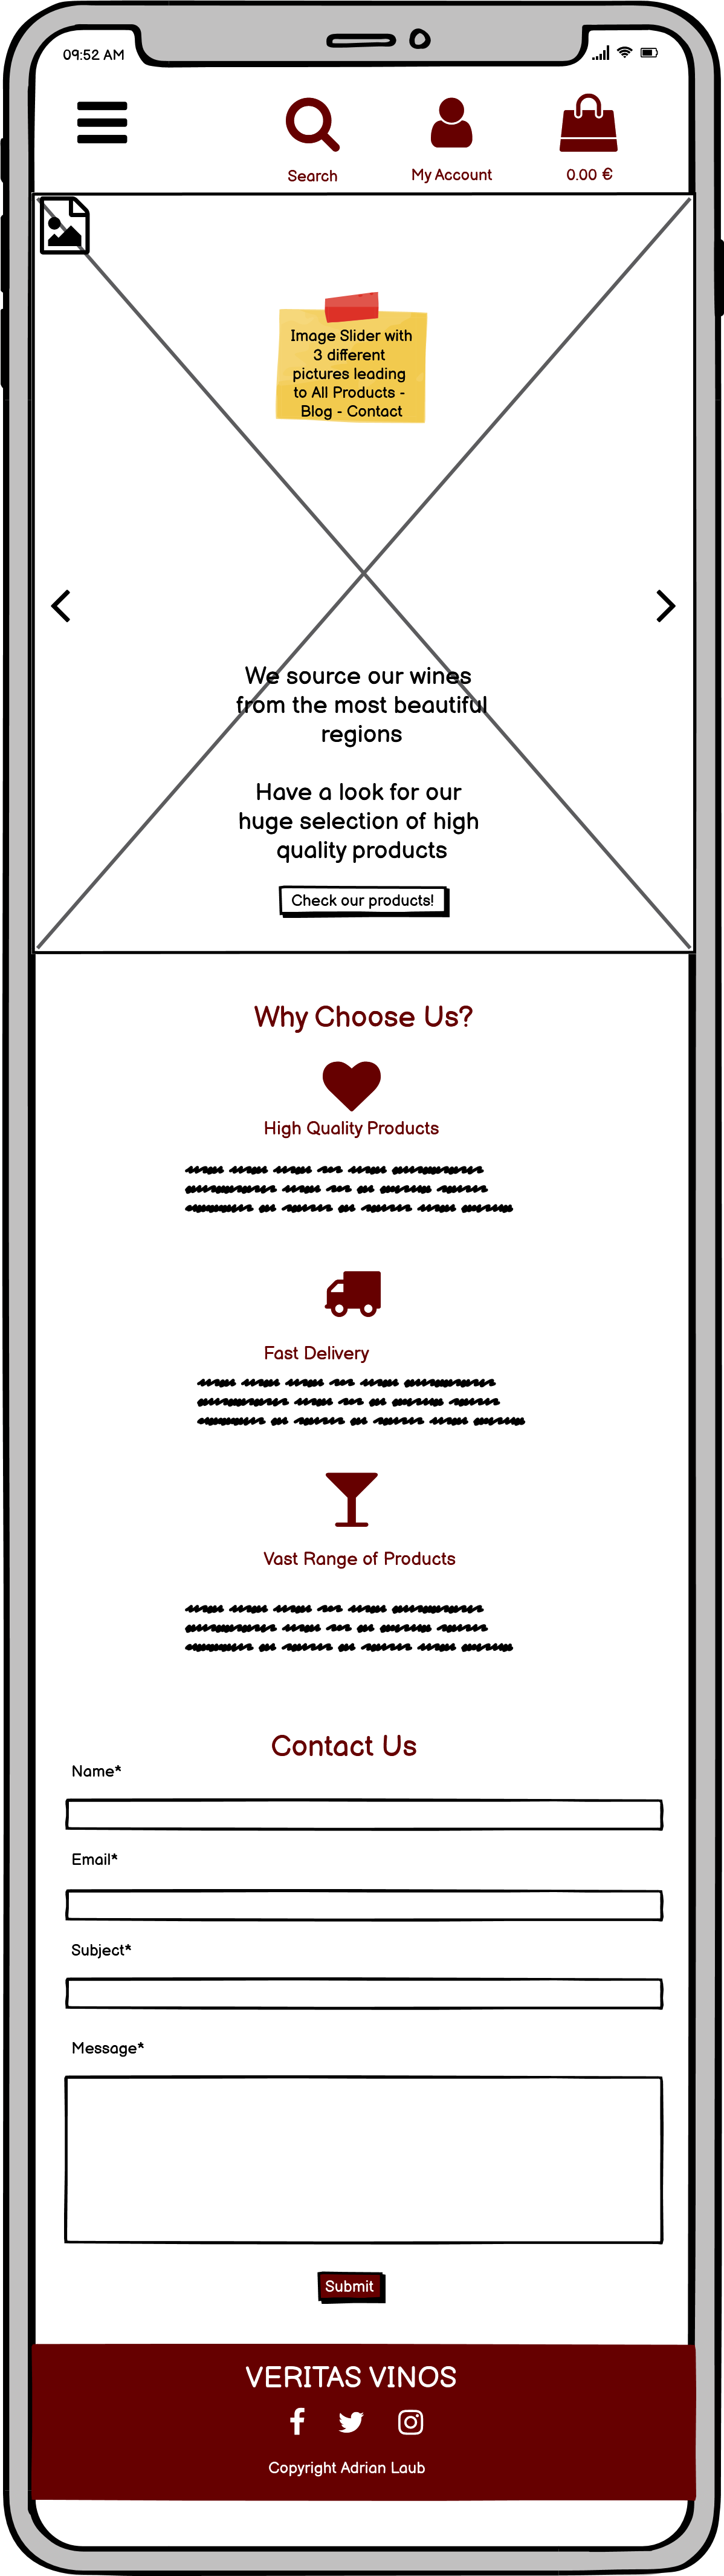 09:52 AM
Search
My Account
0.00 €
Image Slider with
3 different
pictures leading
to All Products -
Blog - Contact
We source our wines
from the most beautiful
regions
Have a look for our
huge selection of high
quality products
Check our products!
Why Choose Us?
High Quality Products
Fast Delivery
Vast Range of Products
Contact Us
Name*
Email*
Subject*
Message*
Submit
VERITAS VINOS
Copyright Adrian Laub